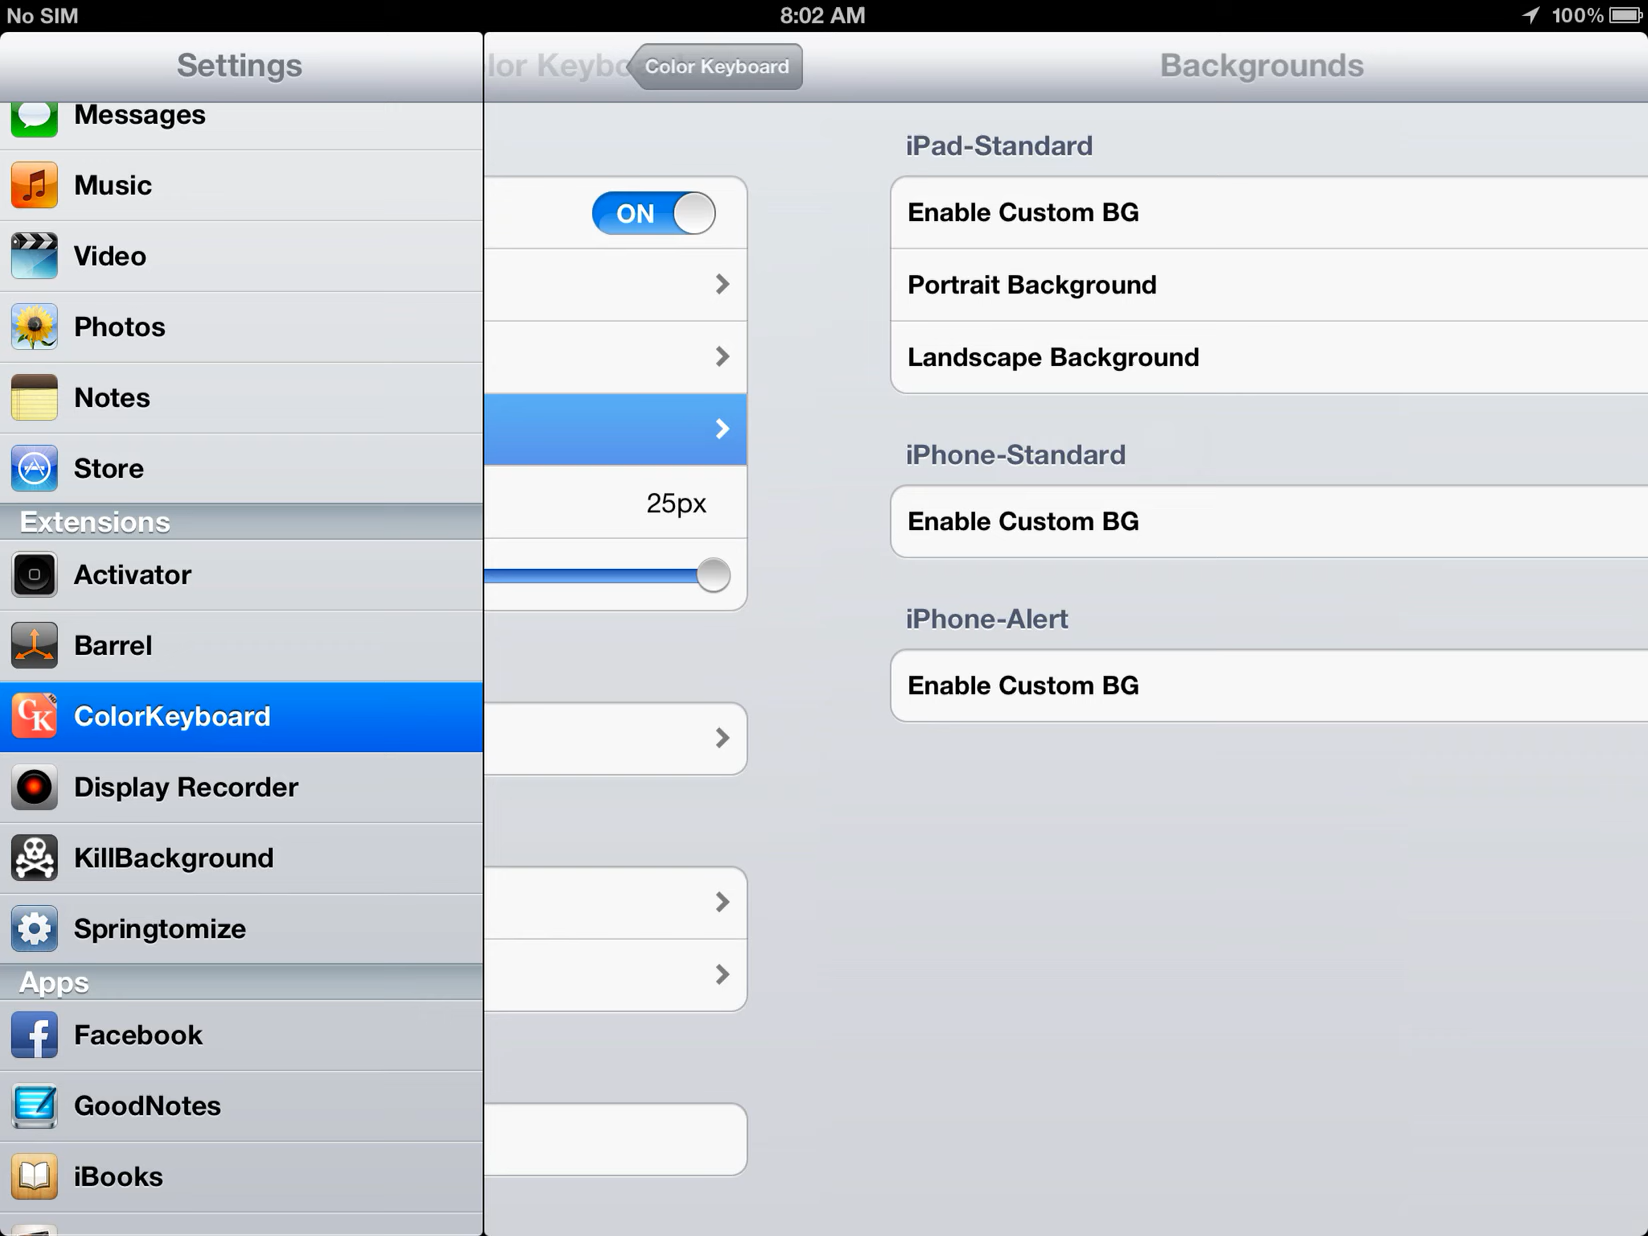 No SIM
8:02 AM
100%
Settings
lor Keybo
Color Keyboard
Backgrounds
Messages
Music
Video
Photos
Notes
Store
Extensions
Activator
Barrel
ColorKeyboard
Display Recorder
KillBackground
Springtomize
Apps
Facebook
GoodNotes
iBooks
ON
25px
iPad-Standard
Enable Custom BG
Portrait Background
Landscape Background
iPhone-Standard
Enable Custom BG
iPhone-Alert
Enable Custom BG